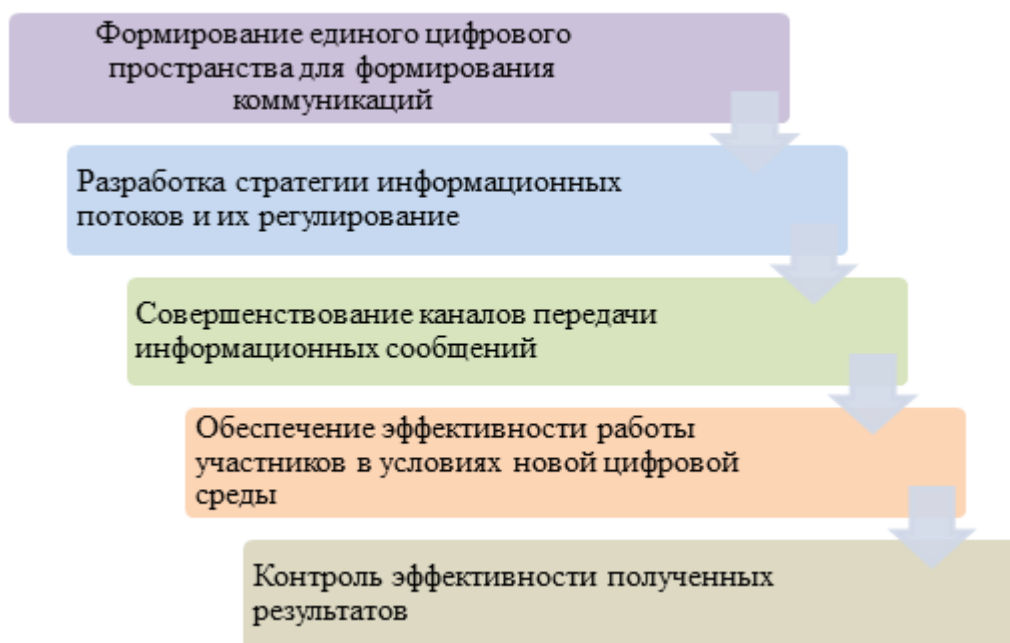 Формирование единого цифрового
пространства для формирования
коммуникаций
Разработка стратегии информационных
потоков и их регулирование
Совершенствование каналов передачи
информационных сообщений
Обеспечение эффективности работы
участников в условиях новой цифровой
среды
Контроль эффективности полученных
результатов